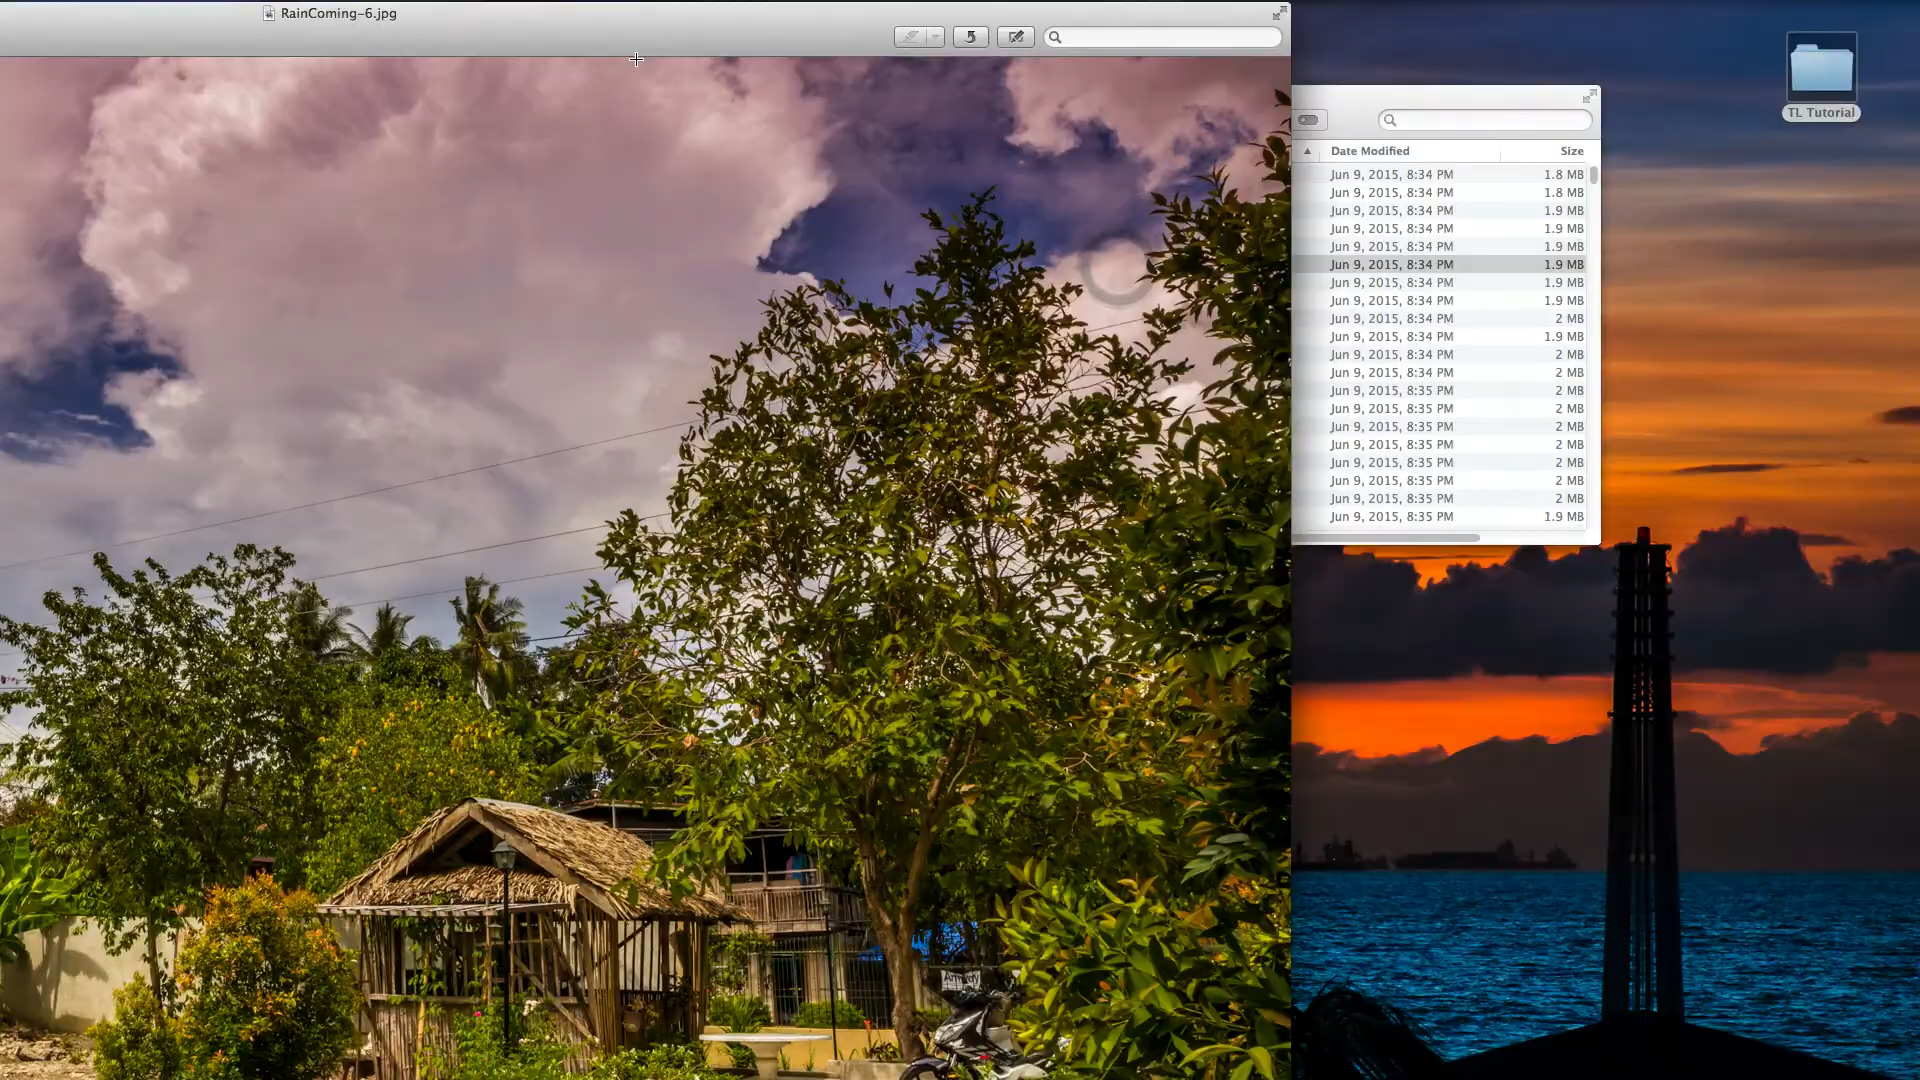 RainComing-6.jpg
TL Tutorial
Date Modified Size
Jun 9, 2015, 8:34 PM 1.8 MB
Jun 9, 2015, 8:34 PM 1.8 MB
Jun 9, 2015, 8:34 PM 1.9 MB
Jun 9, 2015, 8:34 PM 1.9 MB
Jun 9, 2015, 8:34 PM 1.9 MB
Jun 9, 2015, 8:34 PM 1.9 MB
Jun 9, 2015, 8:34 PM 1.9 MB
Jun 9, 2015, 8:34 PM 1.9 MB
Jun 9, 2015, 8:34 PM 2 MB
Jun 9, 2015, 8:34 PM 1.9 MB
Jun 9, 2015, 8:34 PM 2 MB
Jun 9, 2015, 8:34 PM 2 MB
Jun 9, 2015, 8:35 PM 2 MB
Jun 9, 2015, 8:35 PM 2 MB
Jun 9, 2015, 8:35 PM 2 MB
Jun 9, 2015, 8:35 PM 2 MB
Jun 9, 2015, 8:35 PM 2 MB
Jun 9, 2015, 8:35 PM 2 MB
Jun 9, 2015, 8:35 PM 2 MB
Jun 9, 2015, 8:35 PM 1.9 MB
Amway